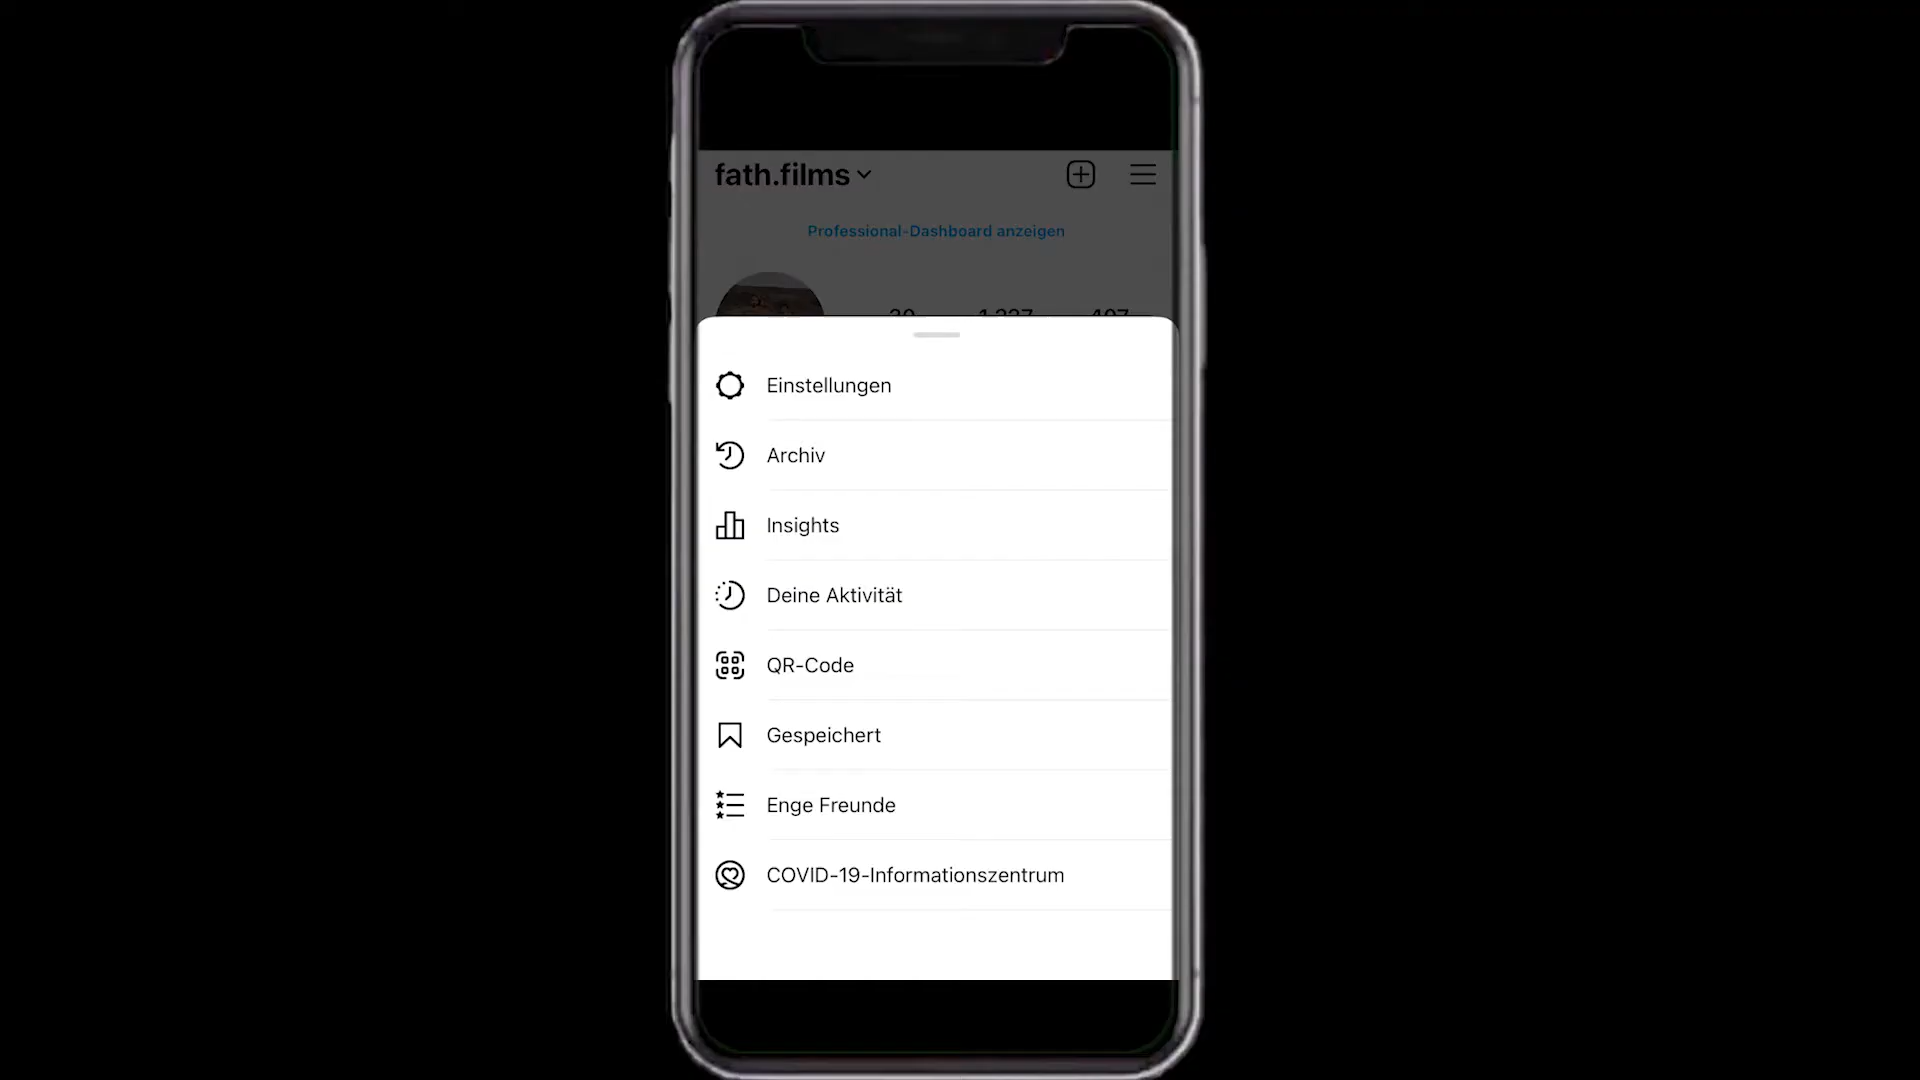 fath.films
Professional-Dashboard anzeigen
Einstellungen
Archiv
Insights
Deine Aktivität
QR-Code
Gespeichert
Enge Freunde
COVID-19-Informationszentrum